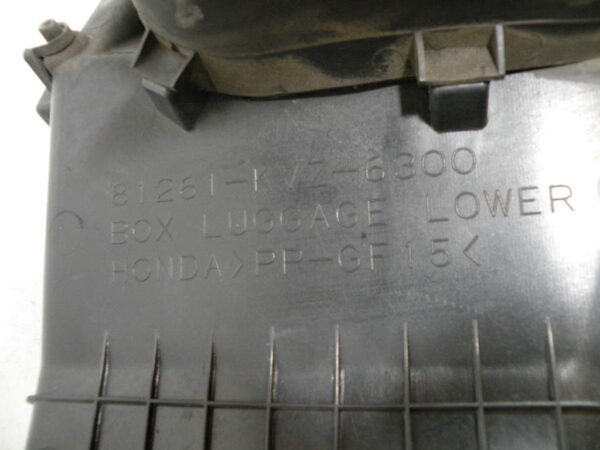 81261-KVZ-6300
BOX LUGGAGE LOWER
HONDA>PP-GF15<